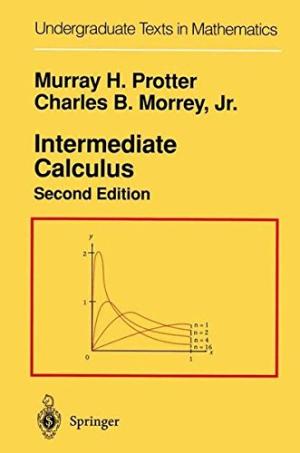 Undergraduate Texts in Mathematics
Murray H. Protter
Charles B. Morrey, Jr.
Intermediate
Calculus
Second Edition
y
2
1
n = 1
n = 2
n = 4
n = 16
0
1
x
Springer